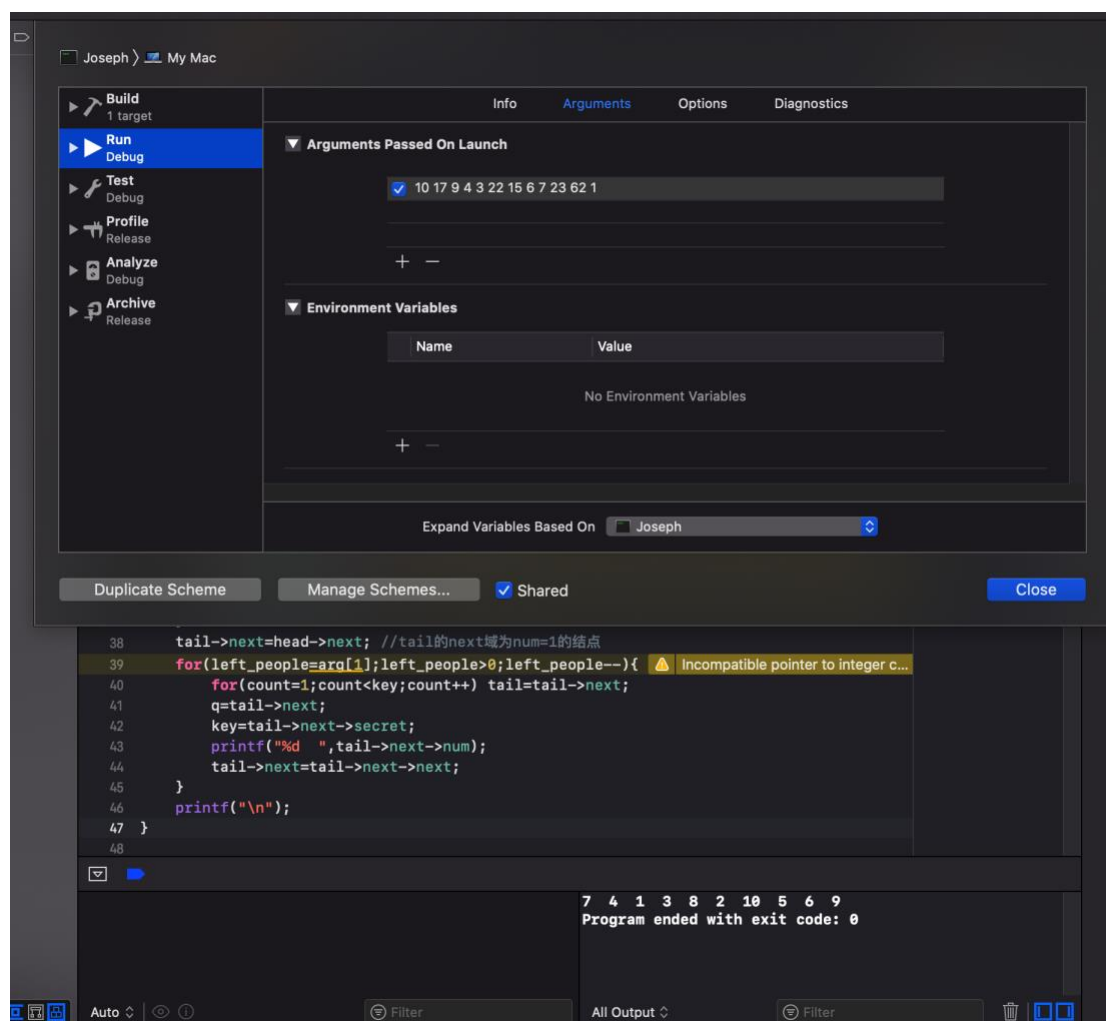 Joseph 〉 My Mac
Build
1 target
Run
Debug
Test
Debug
Profile
Release
Analyze
Debug
Archive
Release
Info Arguments Options Diagnostics
Arguments Passed On Launch
10 17 9 4 3 22 15 6 7 23 62 1
Environment Variables
Name Value
No Environment Variables
Expand Variables Based On Joseph
Duplicate Scheme Manage Schemes... Shared Close
38 tail->next=head->next; //tail的next域为num=1的结点
39 for(left_people=arg[1];left_people>0;left_people--){ Incompatible pointer to integer c...
40 for(count=1;count<key;count++) tail=tail->next;
41 q=tail->next;
42 key=tail->next->secret;
43 printf("%d  ",tail->next->num);
44 tail->next=tail->next->next;
45 }
46 printf("\n");
47 }
48
7 4 1 3 8 2 10 5 6 9
Program ended with exit code: 0
Auto Filter All Output Filter